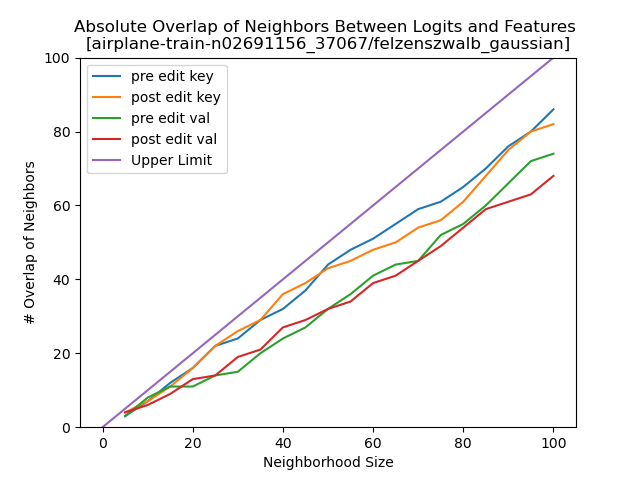 Absolute Overlap of Neighbors Between Logits and Features
[airplane-train-n02691156_37067/felzenszwalb_gaussian]
pre edit key
post edit key
pre edit val
post edit val
Upper Limit
# Overlap of Neighbors
100
80
60
40
20
0
0 20 40 60 80 100
Neighborhood Size